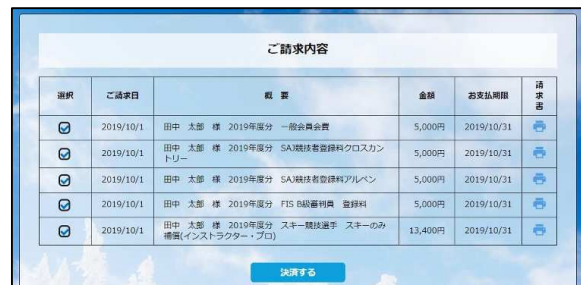 ご請求内容
選択 ご請求日 概 要 金額 お支払期限 請求書
2019/10/1 田中 太郎 様 2019年度分 一般会員会費 5,000円 2019/10/31
2019/10/1 田中 太郎 様 2019年度分 SAJ競技者登録料クロスカン
トリー 5,000円 2019/10/31
2019/10/1 田中 太郎 様 2019年度分 SAJ競技者登録料アルペン 5,000円 2019/10/31
2019/10/1 田中 太郎 様 2019年度分 FIS B級審判員 登録料 5,000円 2019/10/31
2019/10/1 田中 太郎 様 2019年度分 スキー競技選手 スキーのみ
補償(インストラクター・プロ) 13,400円 2019/10/31
決済する